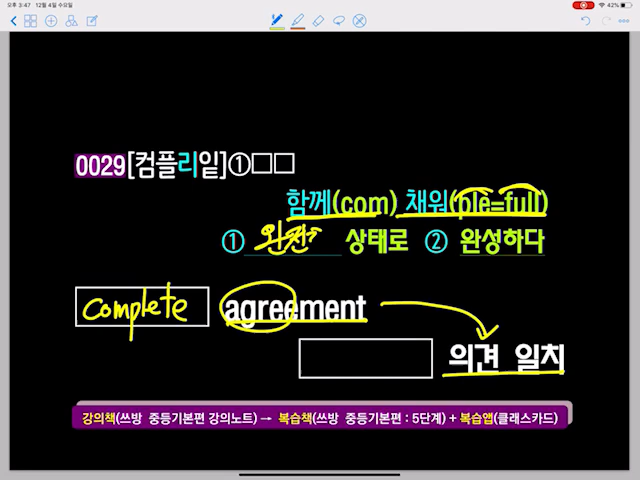 오후 3:47 12월 4일 수요일 42%
0029[컴플리잍]①□□
함께(com) 채워(ple=full)
① 완전 상태로 ② 완성하다
complete agreement
의견 일치
강의책(쓰방 중등기본편 강의노트) → 복습책(쓰방 중등기본편 : 5단계) + 복습앱(클래스카드)